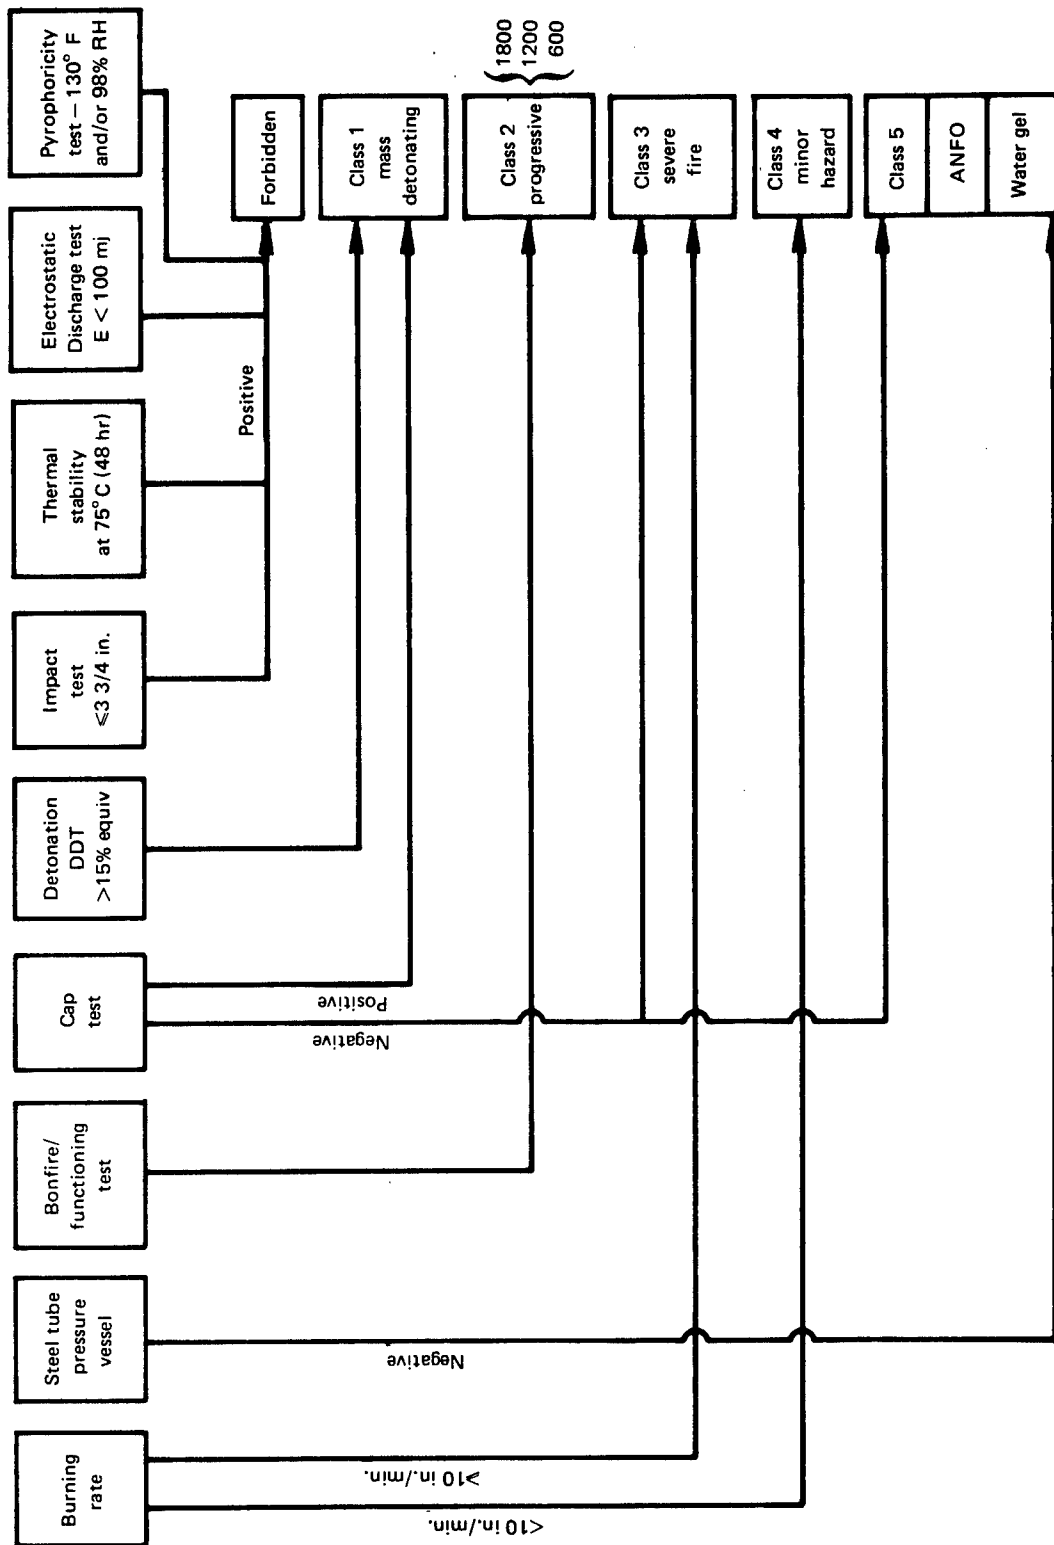 Pyrophoricity
test – 130° F
and/or 98% RH
Electrostatic
Discharge test
E < 100 mj
Thermal
stability
at 75°C (48 hr)
Impact
test
≤3 3/4 in.
Detonation
DDT
>15% equiv
Cap
test
Bonfire/
functioning
test
Steel tube
pressure
vessel
Burning
rate
Positive
Positive
Negative
Negative
≥10 in./min.
<10 in./min.
Forbidden
Class 1
mass
detonating
Class 2
progressive
1800
1200
600
Class 3
severe
fire
Class 4
minor
hazard
Class 5
ANFO
Water gel